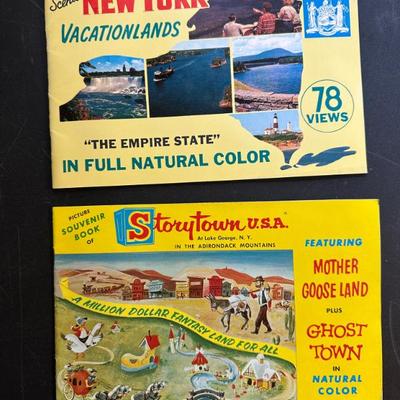 Scenic
NEW YORK
VACATIONLANDS
78
VIEWS
"THE EMPIRE STATE"
IN FULL NATURAL COLOR
PICTURE
SOUVENIR
BOOK
OF
Storytown U.S.A.
At Lake George, N. Y.
IN THE ADIRONDACK MOUNTAINS
FEATURING
MOTHER
GOOSE LAND
PLUS
GHOST
TOWN
IN
NATURAL
COLOR
A MILLION DOLLAR FANTASY LAND FOR ALL